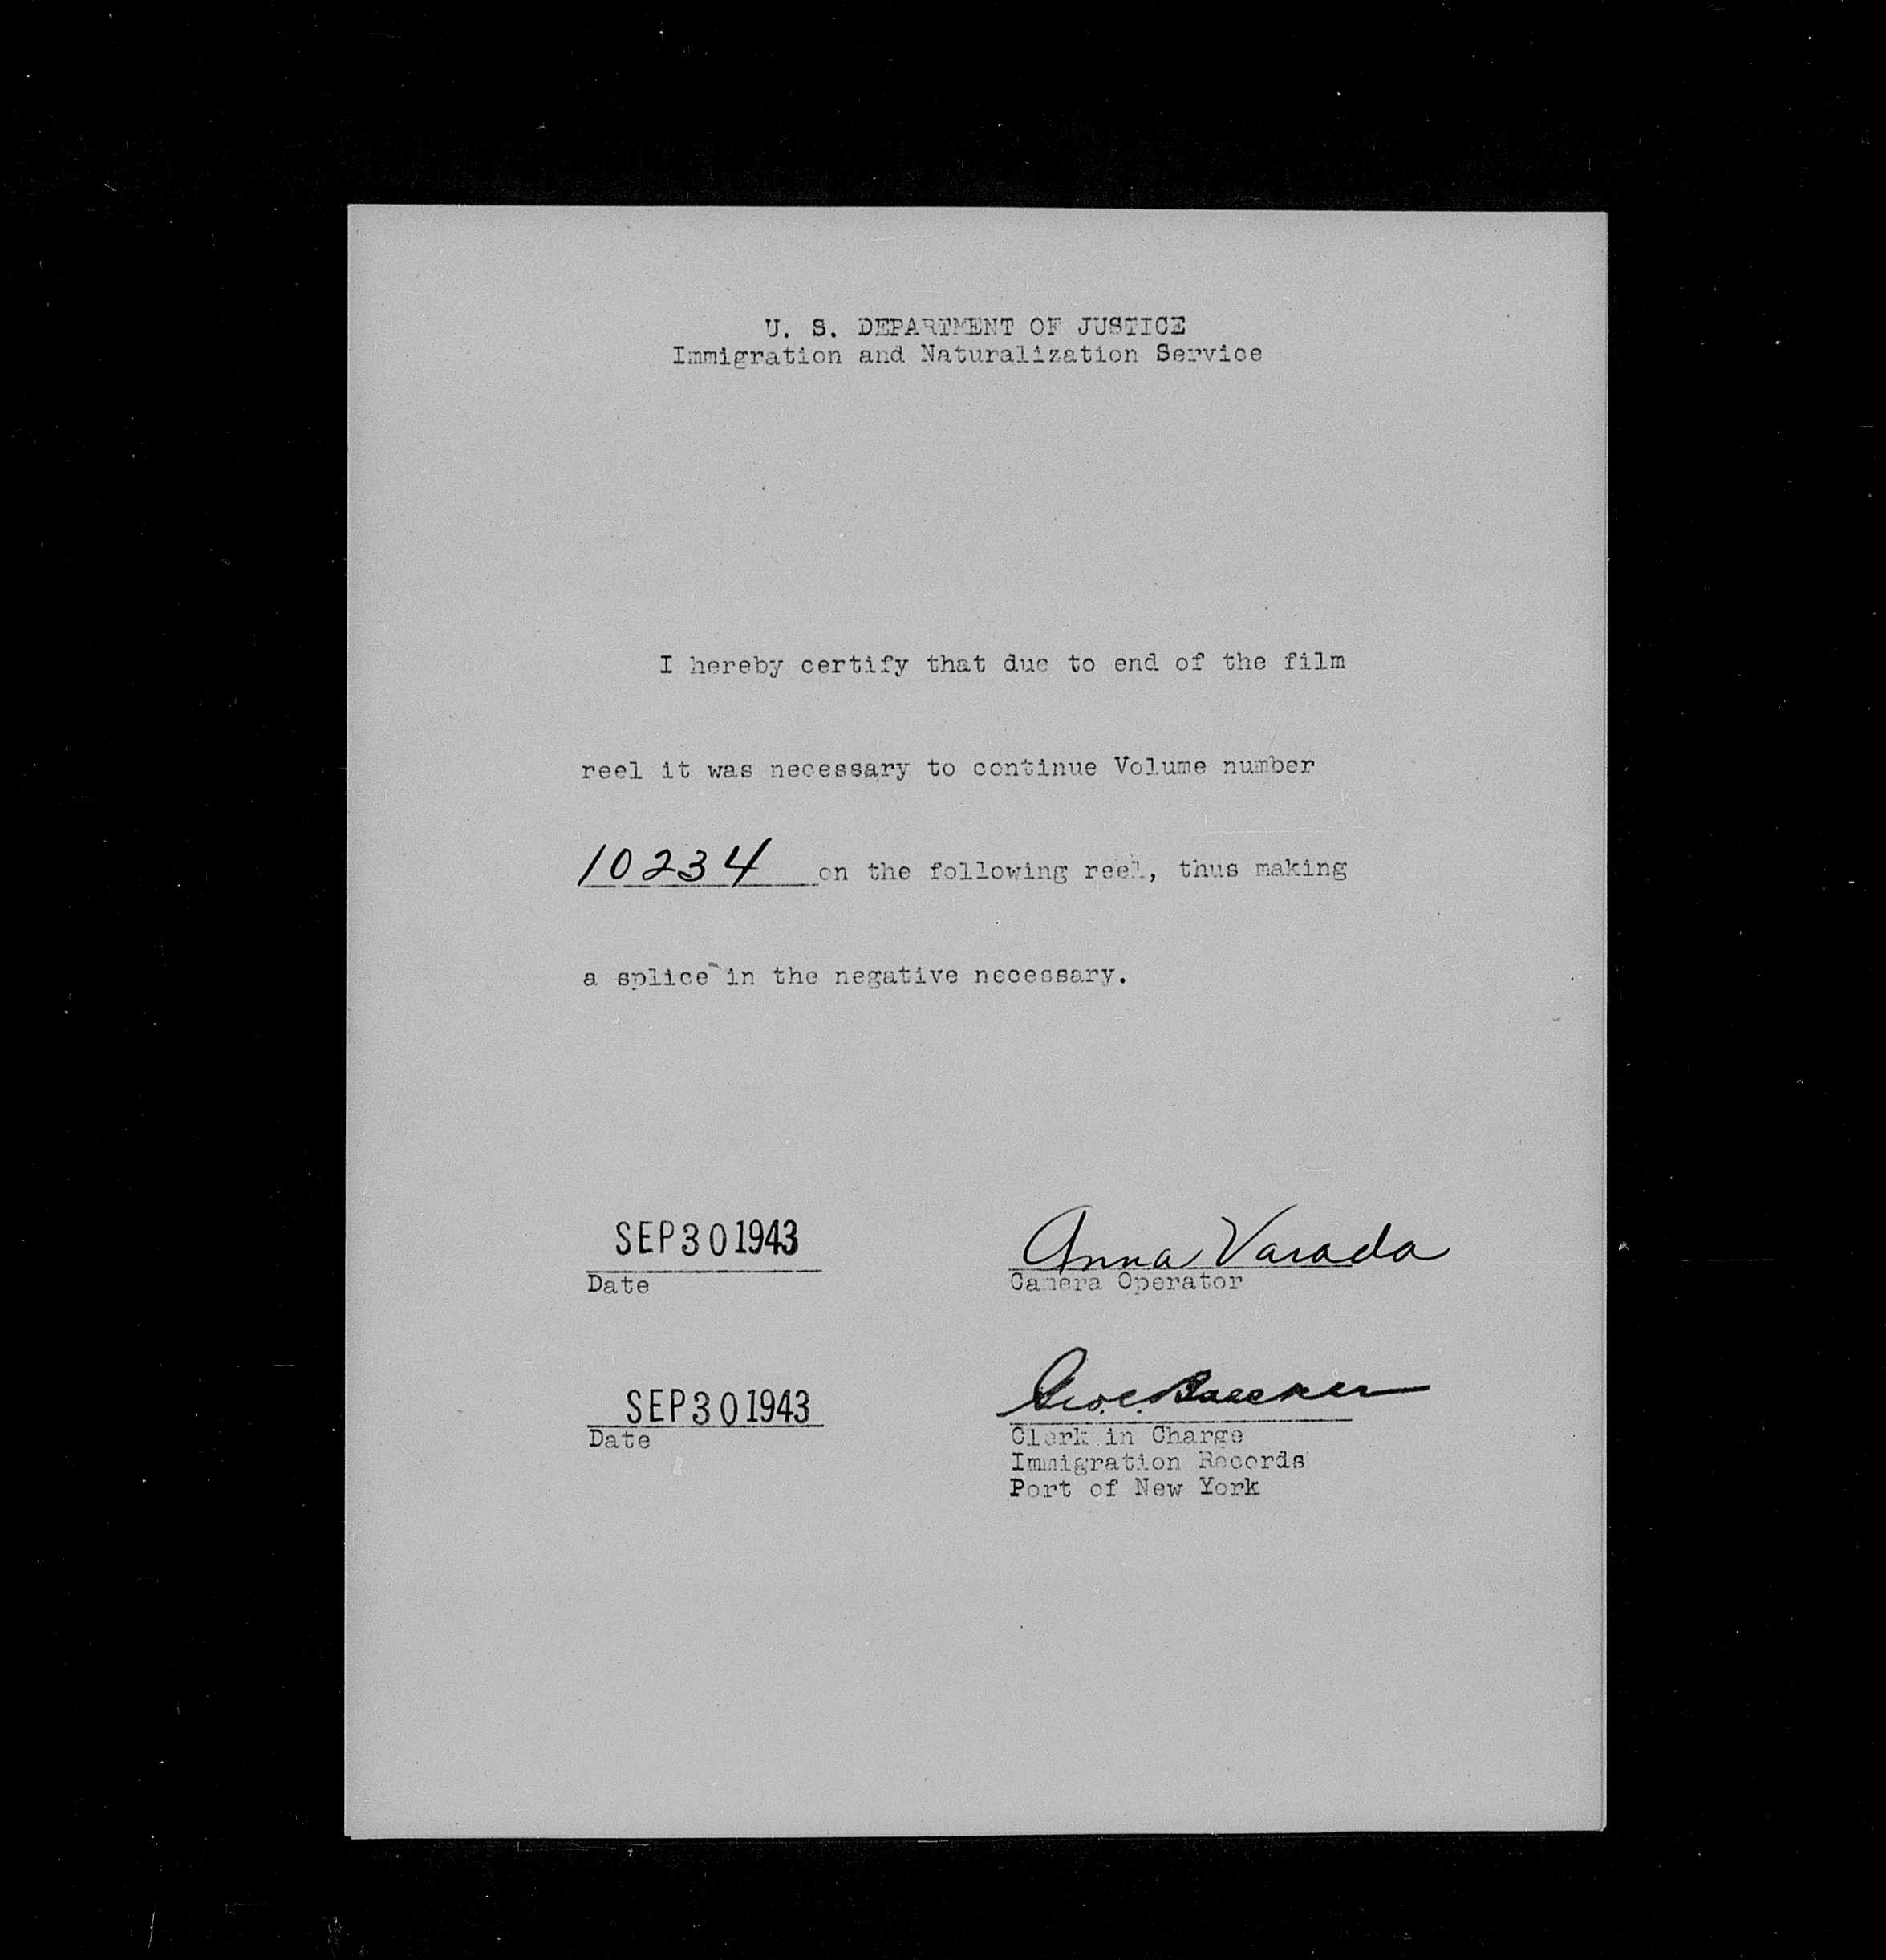 U. S. DEPARTMENT OF JUSTICE
Immigration and Naturalization Service
I hereby certify that due to end of the film
reel it was necessary to continue Volume number
10234 on the following reel, thus making
a splice in the negative necessary.
SEP 30 1943
Date
Anna Varada
Camera Operator
SEP 30 1943
Date
Geo. C.
Clerk in Charge
Immigration Records
Port of New York